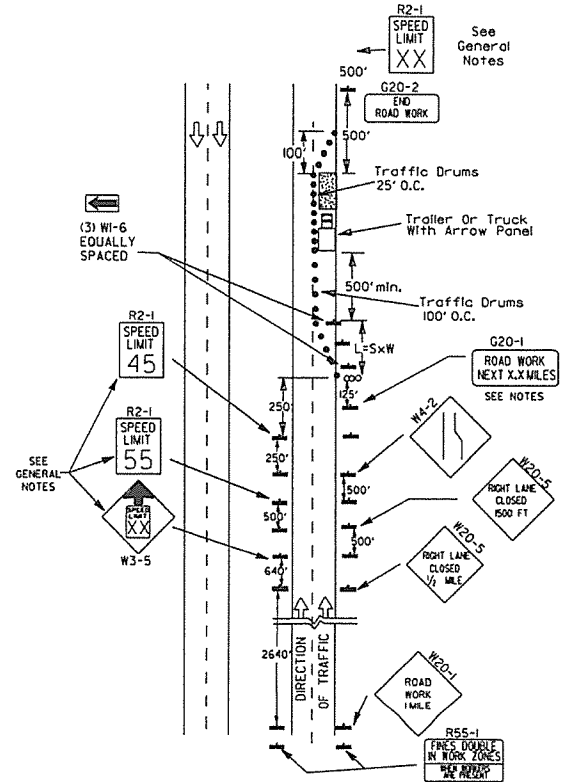 R2-1
SPEED
LIMIT
XX
See
General
Notes
500'
G20-2
END
ROAD WORK
500'
100'
Traffic Drums
25' O.C.
Trailer Or Truck
With Arrow Panel
(3) W1-6
EQUALLY
SPACED
500' min.
Traffic Drums
100' O.C.
L=SxW
R2-1
SPEED
LIMIT
45
G20-1
ROAD WORK
NEXT X.X MILES
SEE NOTES
125'
250'
W4-2
R2-1
SPEED
LIMIT
55
250'
SEE
GENERAL
NOTES
500'
W20-5
RIGHT LANE
CLOSED
1500 FT
500'
SPEED
LIMIT
XX
W3-5
500'
W20-5
RIGHT LANE
CLOSED
1/2 MILE
640'
2640'
DIRECTION
OF TRAFFIC
W20-1
ROAD
WORK
1 MILE
R55-1
FINES DOUBLE
IN WORK ZONES
WHEN WORKERS
ARE PRESENT